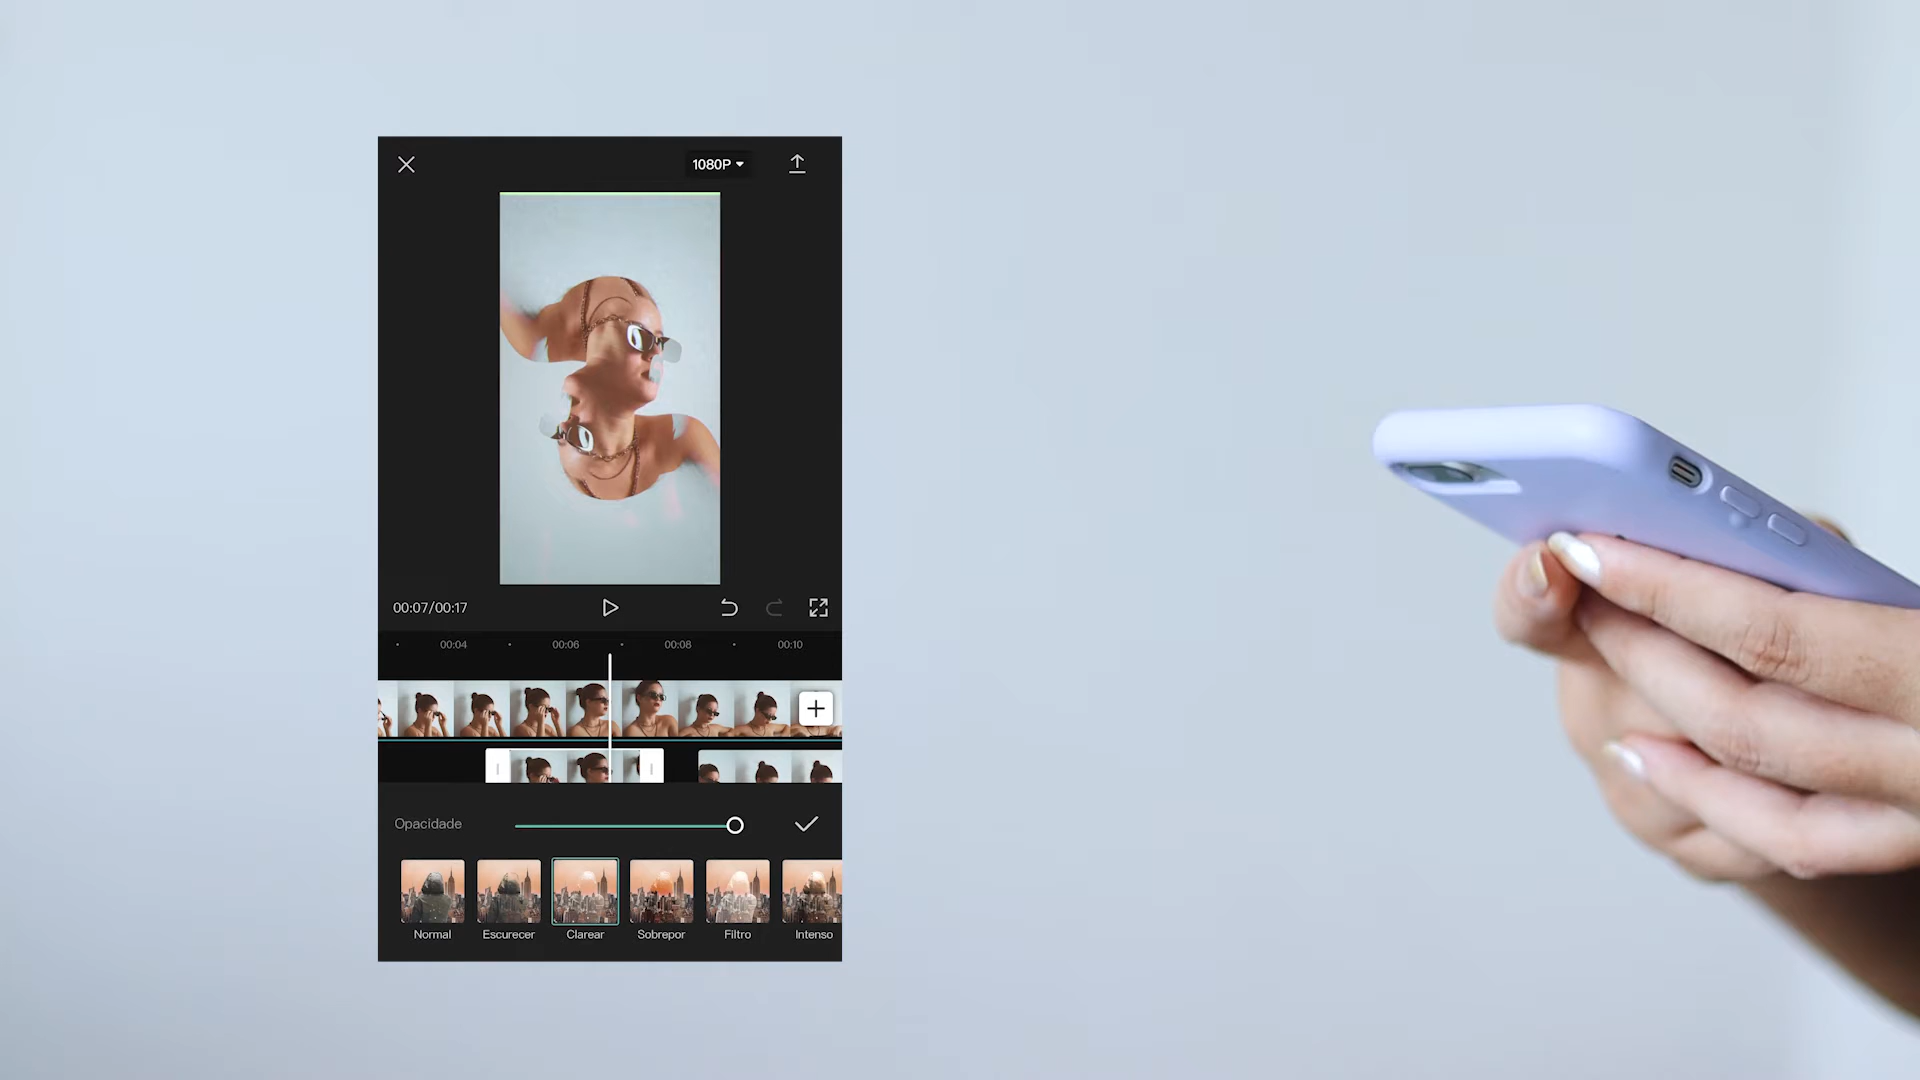 1080P
00:07/00:17
00:04 00:06 00:08 00:10
Opacidade
Normal Escurecer Clarear Sobrepor Filtro Intenso